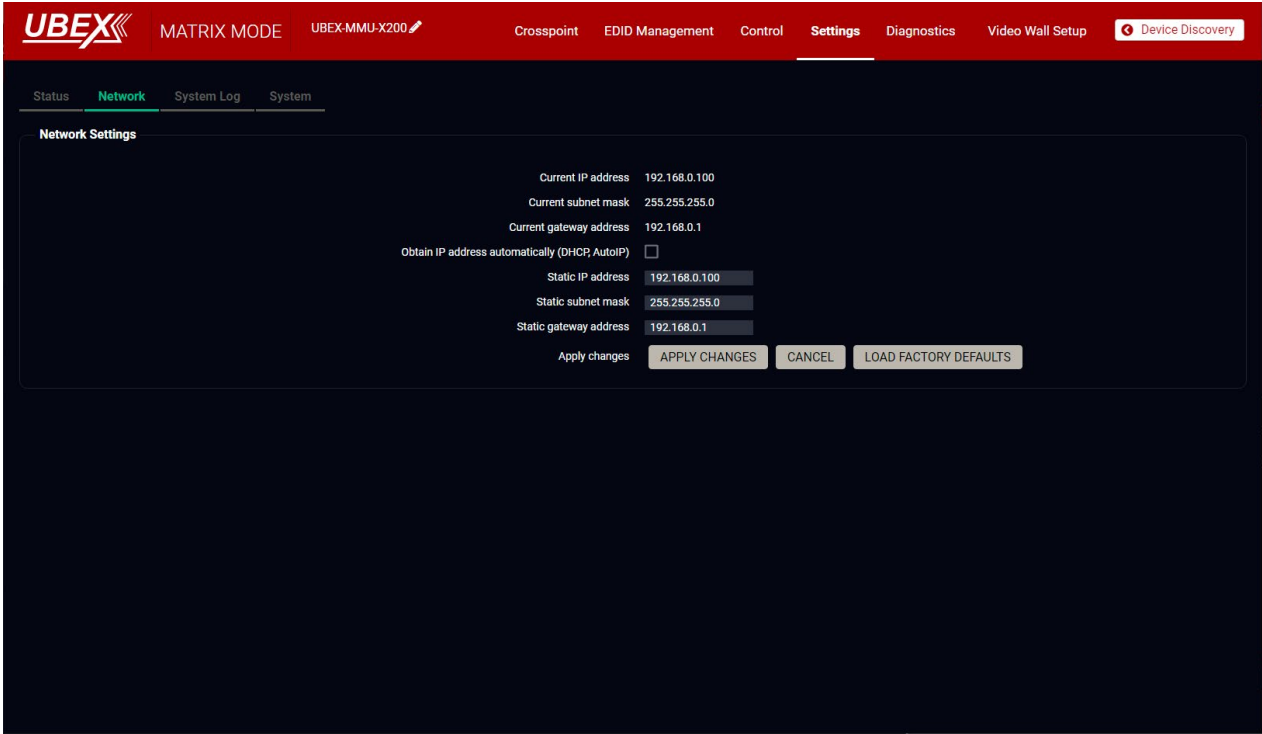 UBEX MATRIX MODE UBEX-MMU-X200 Crosspoint EDID Management Control Settings Diagnostics Video Wall Setup Device Discovery
Status Network System Log System
Network Settings
Current IP address 192.168.0.100
Current subnet mask 255.255.255.0
Current gateway address 192.168.0.1
Obtain IP address automatically (DHCP, AutoIP)
Static IP address 192.168.0.100
Static subnet mask 255.255.255.0
Static gateway address 192.168.0.1
Apply changes APPLY CHANGES CANCEL LOAD FACTORY DEFAULTS